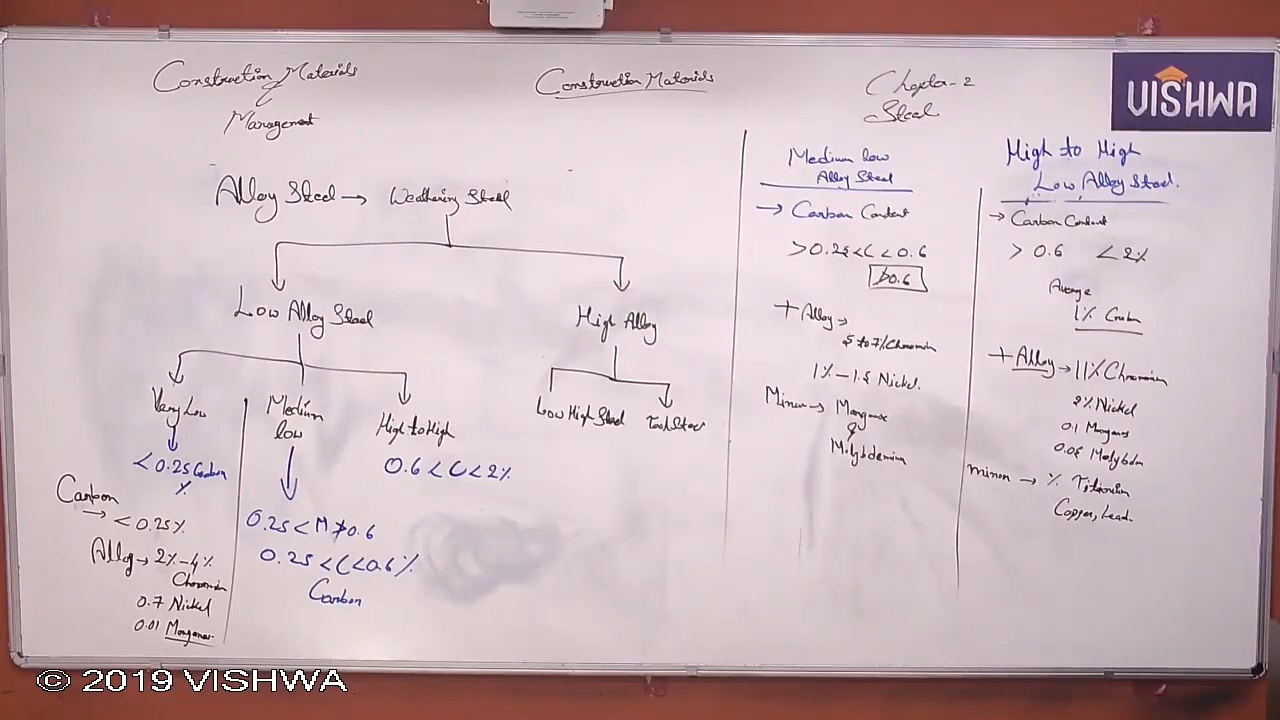 Construction Materials
&
Management
Construction Materials
Chapter-2
Steel
VISHWA
Alloy Steel → Weathering Steel
Low Alloy Steel
High Alloy
Very Low
Medium
low
High to High
Low High Steel
Tool Steel
< 0.25 Carbon
%
0.6 < C < 2%
Carbon
→ < 0.25%
Alloy → 2% - 4%
Chromium
0.7 Nickel
0.01 Manganese
0.25 < M ≯ 0.6
0.25 < C < 0.6 %
Carbon
Medium low
Alloy Steel
→ Carbon Content
> 0.25 < C < 0.6
≯0.6
+ Alloy →
5 to 7% Chromium
1% - 1.5 Nickel.
Minor → Manganese
&
Molybdenum
High to High
Low Alloy Steel.
→ Carbon Content
> 0.6 < 2%
Average
1% Carbon
+ Alloy → 11% Chromium
2% Nickel
0.1 Manganese
0.05 Molybdenum
Minor → % Titanium
Copper, Lead.
© 2019 VISHWA